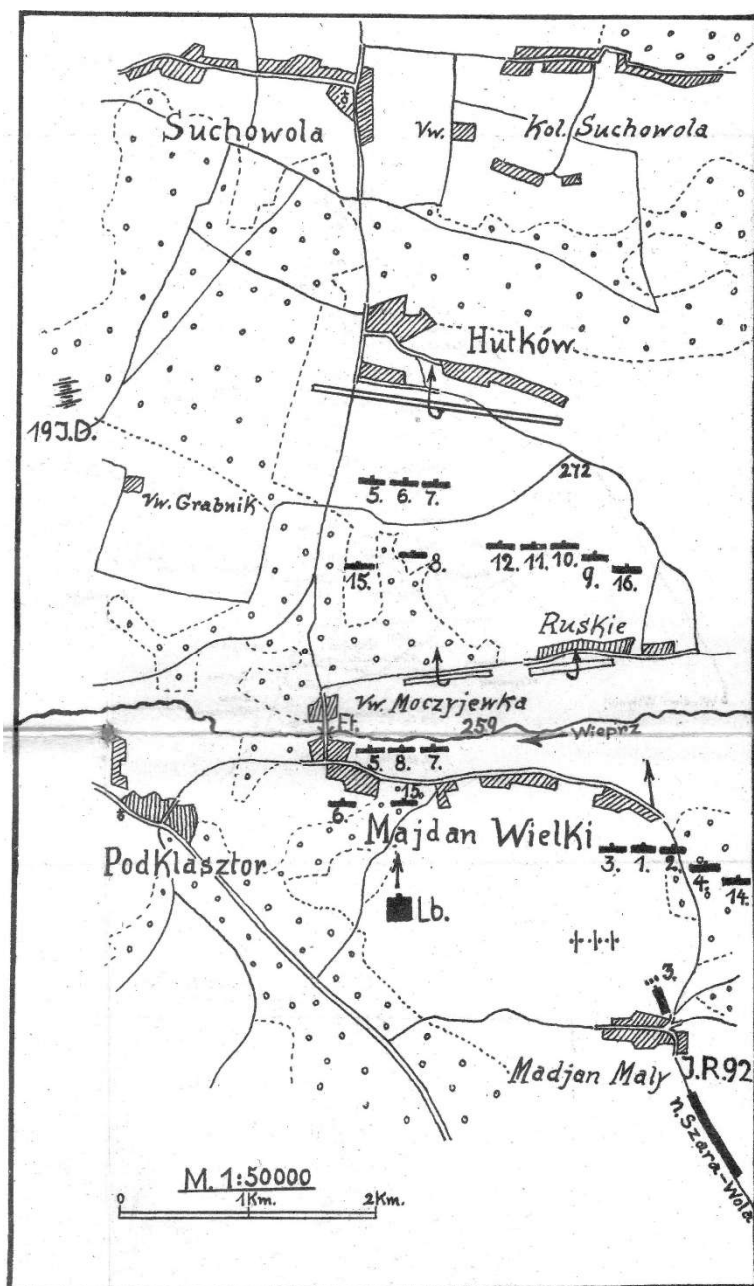 Suchowola
Vw.
Kol. Suchowola
Hutków
19 J.D.
272
5. 6. 7.
Vw. Grabnik
15.
8.
12. 11. 10. 9. 16.
Ruskie
Vw. Moczyjewka
Ft.
259
Wieprz
5. 8. 7.
6.
15.
Majdan Wielki
Podklasztor
3. 1. 2. 4. 14.
Lb.
3.
Madjan Maly
J.R.92
n. Szara-Wola
M. 1:50000
0 1Km. 2Km.